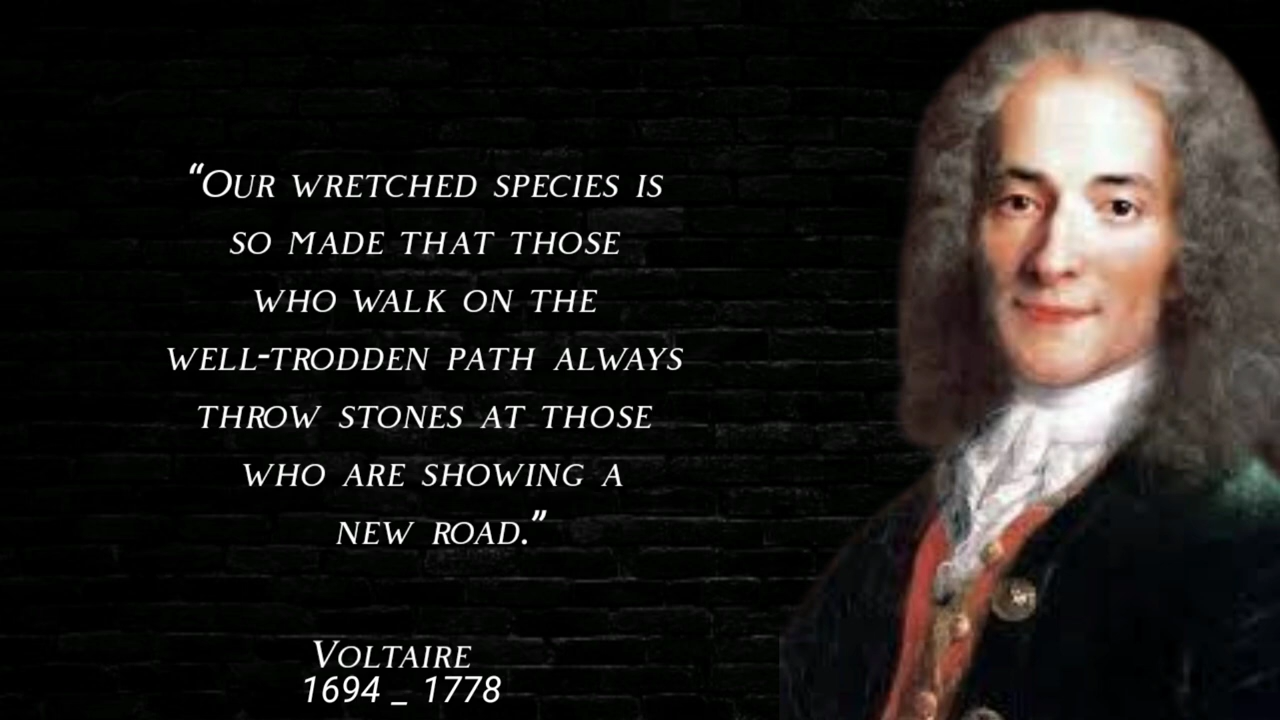 “Our wretched species is
so made that those
who walk on the
well-trodden path always
throw stones at those
who are showing a
new road.”
Voltaire
1694 _ 1778